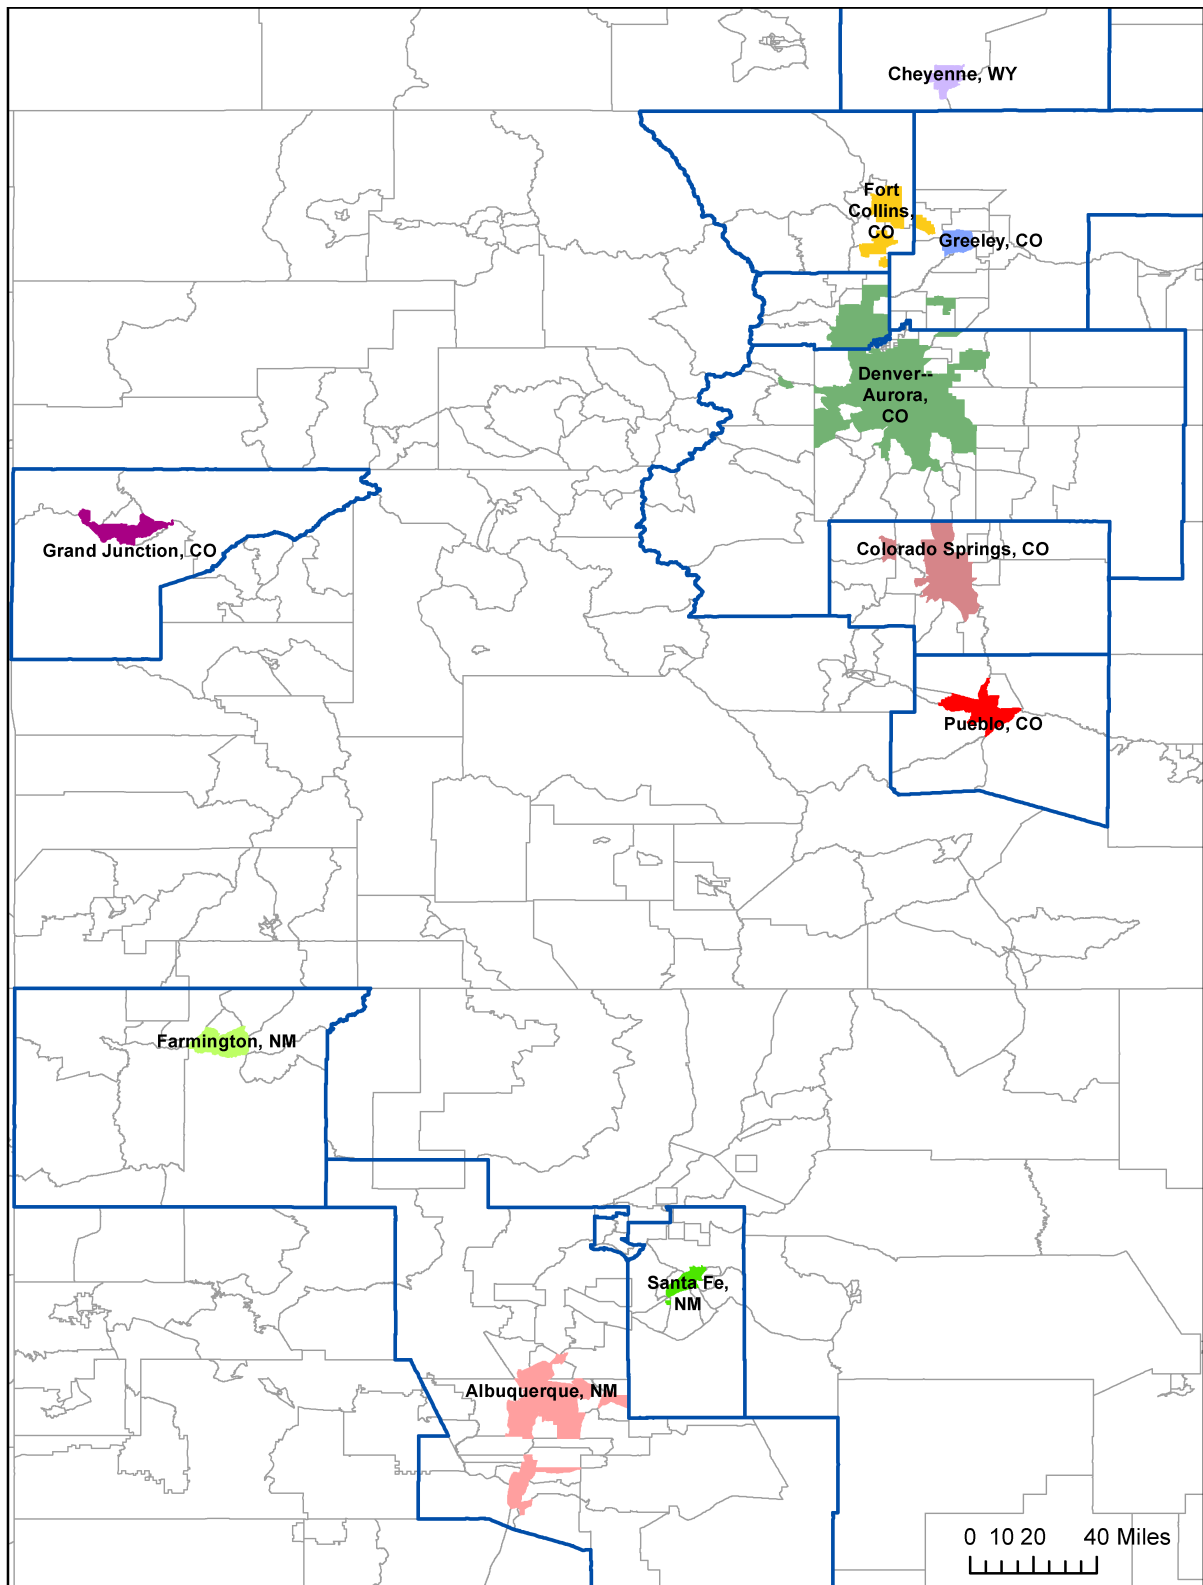 Cheyenne, WY
Fort
Collins,
CO
Greeley, CO
Denver--
Aurora,
CO
Grand Junction, CO
Colorado Springs, CO
Pueblo, CO
Farmington, NM
Santa Fe,
NM
Albuquerque, NM
0 10 20 40 Miles